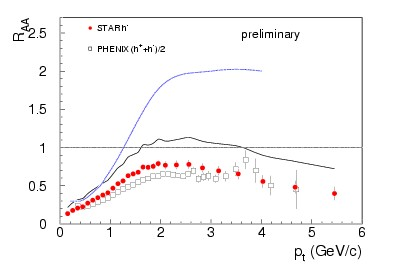 R_AA
2.5
2
1.5
1
0.5
0
STAR h⁻
PHENIX (h⁺+h⁻)/2
preliminary
0 1 2 3 4 5 6
p_t (GeV/c)